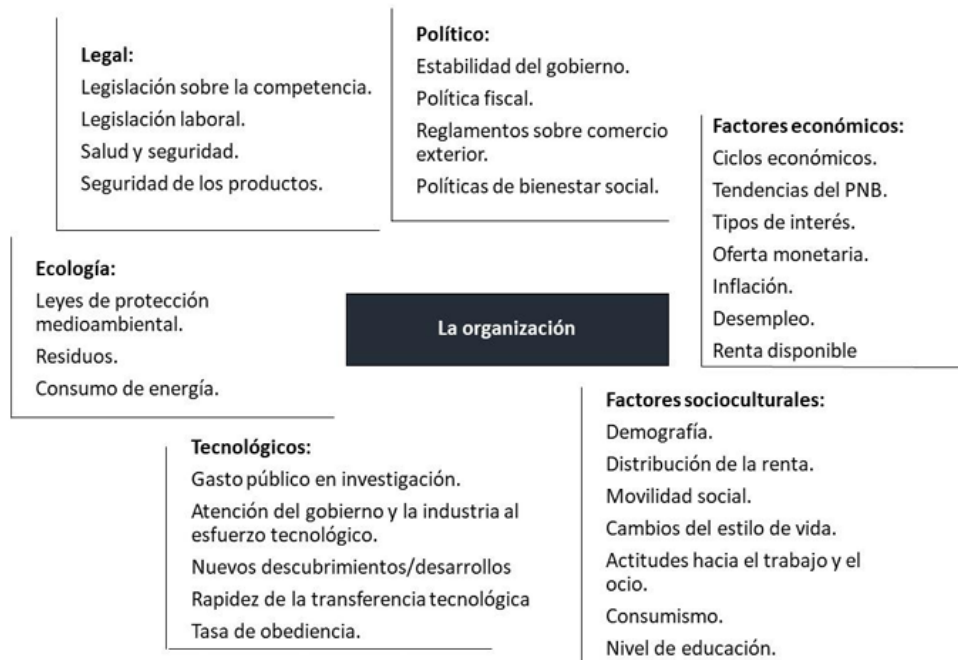 Legal:
Legislación sobre la competencia.
Legislación laboral.
Salud y seguridad.
Seguridad de los productos.
Político:
Estabilidad del gobierno.
Política fiscal.
Reglamentos sobre comercio
exterior.
Políticas de bienestar social.
Factores económicos:
Ciclos económicos.
Tendencias del PNB.
Tipos de interés.
Oferta monetaria.
Inflación.
Desempleo.
Renta disponible
Ecología:
Leyes de protección
medioambiental.
Residuos.
Consumo de energía.
La organización
Tecnológicos:
Gasto público en investigación.
Atención del gobierno y la industria al
esfuerzo tecnológico.
Nuevos descubrimientos/desarrollos
Rapidez de la transferencia tecnológica
Tasa de obediencia.
Factores socioculturales:
Demografía.
Distribución de la renta.
Movilidad social.
Cambios del estilo de vida.
Actitudes hacia el trabajo y el
ocio.
Consumismo.
Nivel de educación.